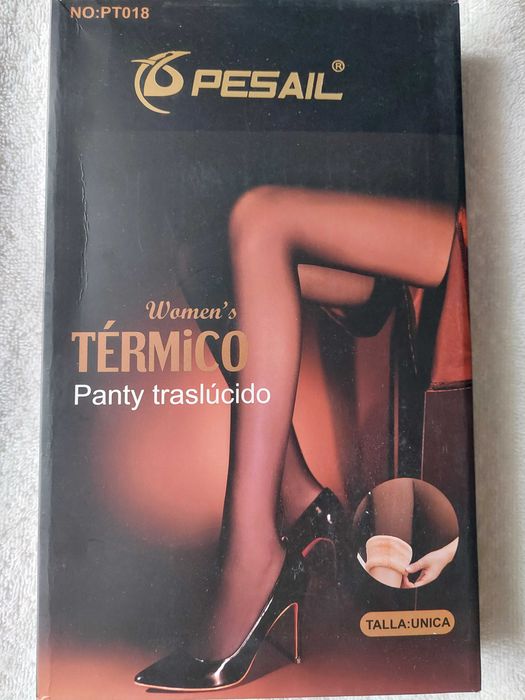 NO:PT018
PESAIL®
Women's
TÉRMiCO
Panty traslúcido
TALLA:UNICA